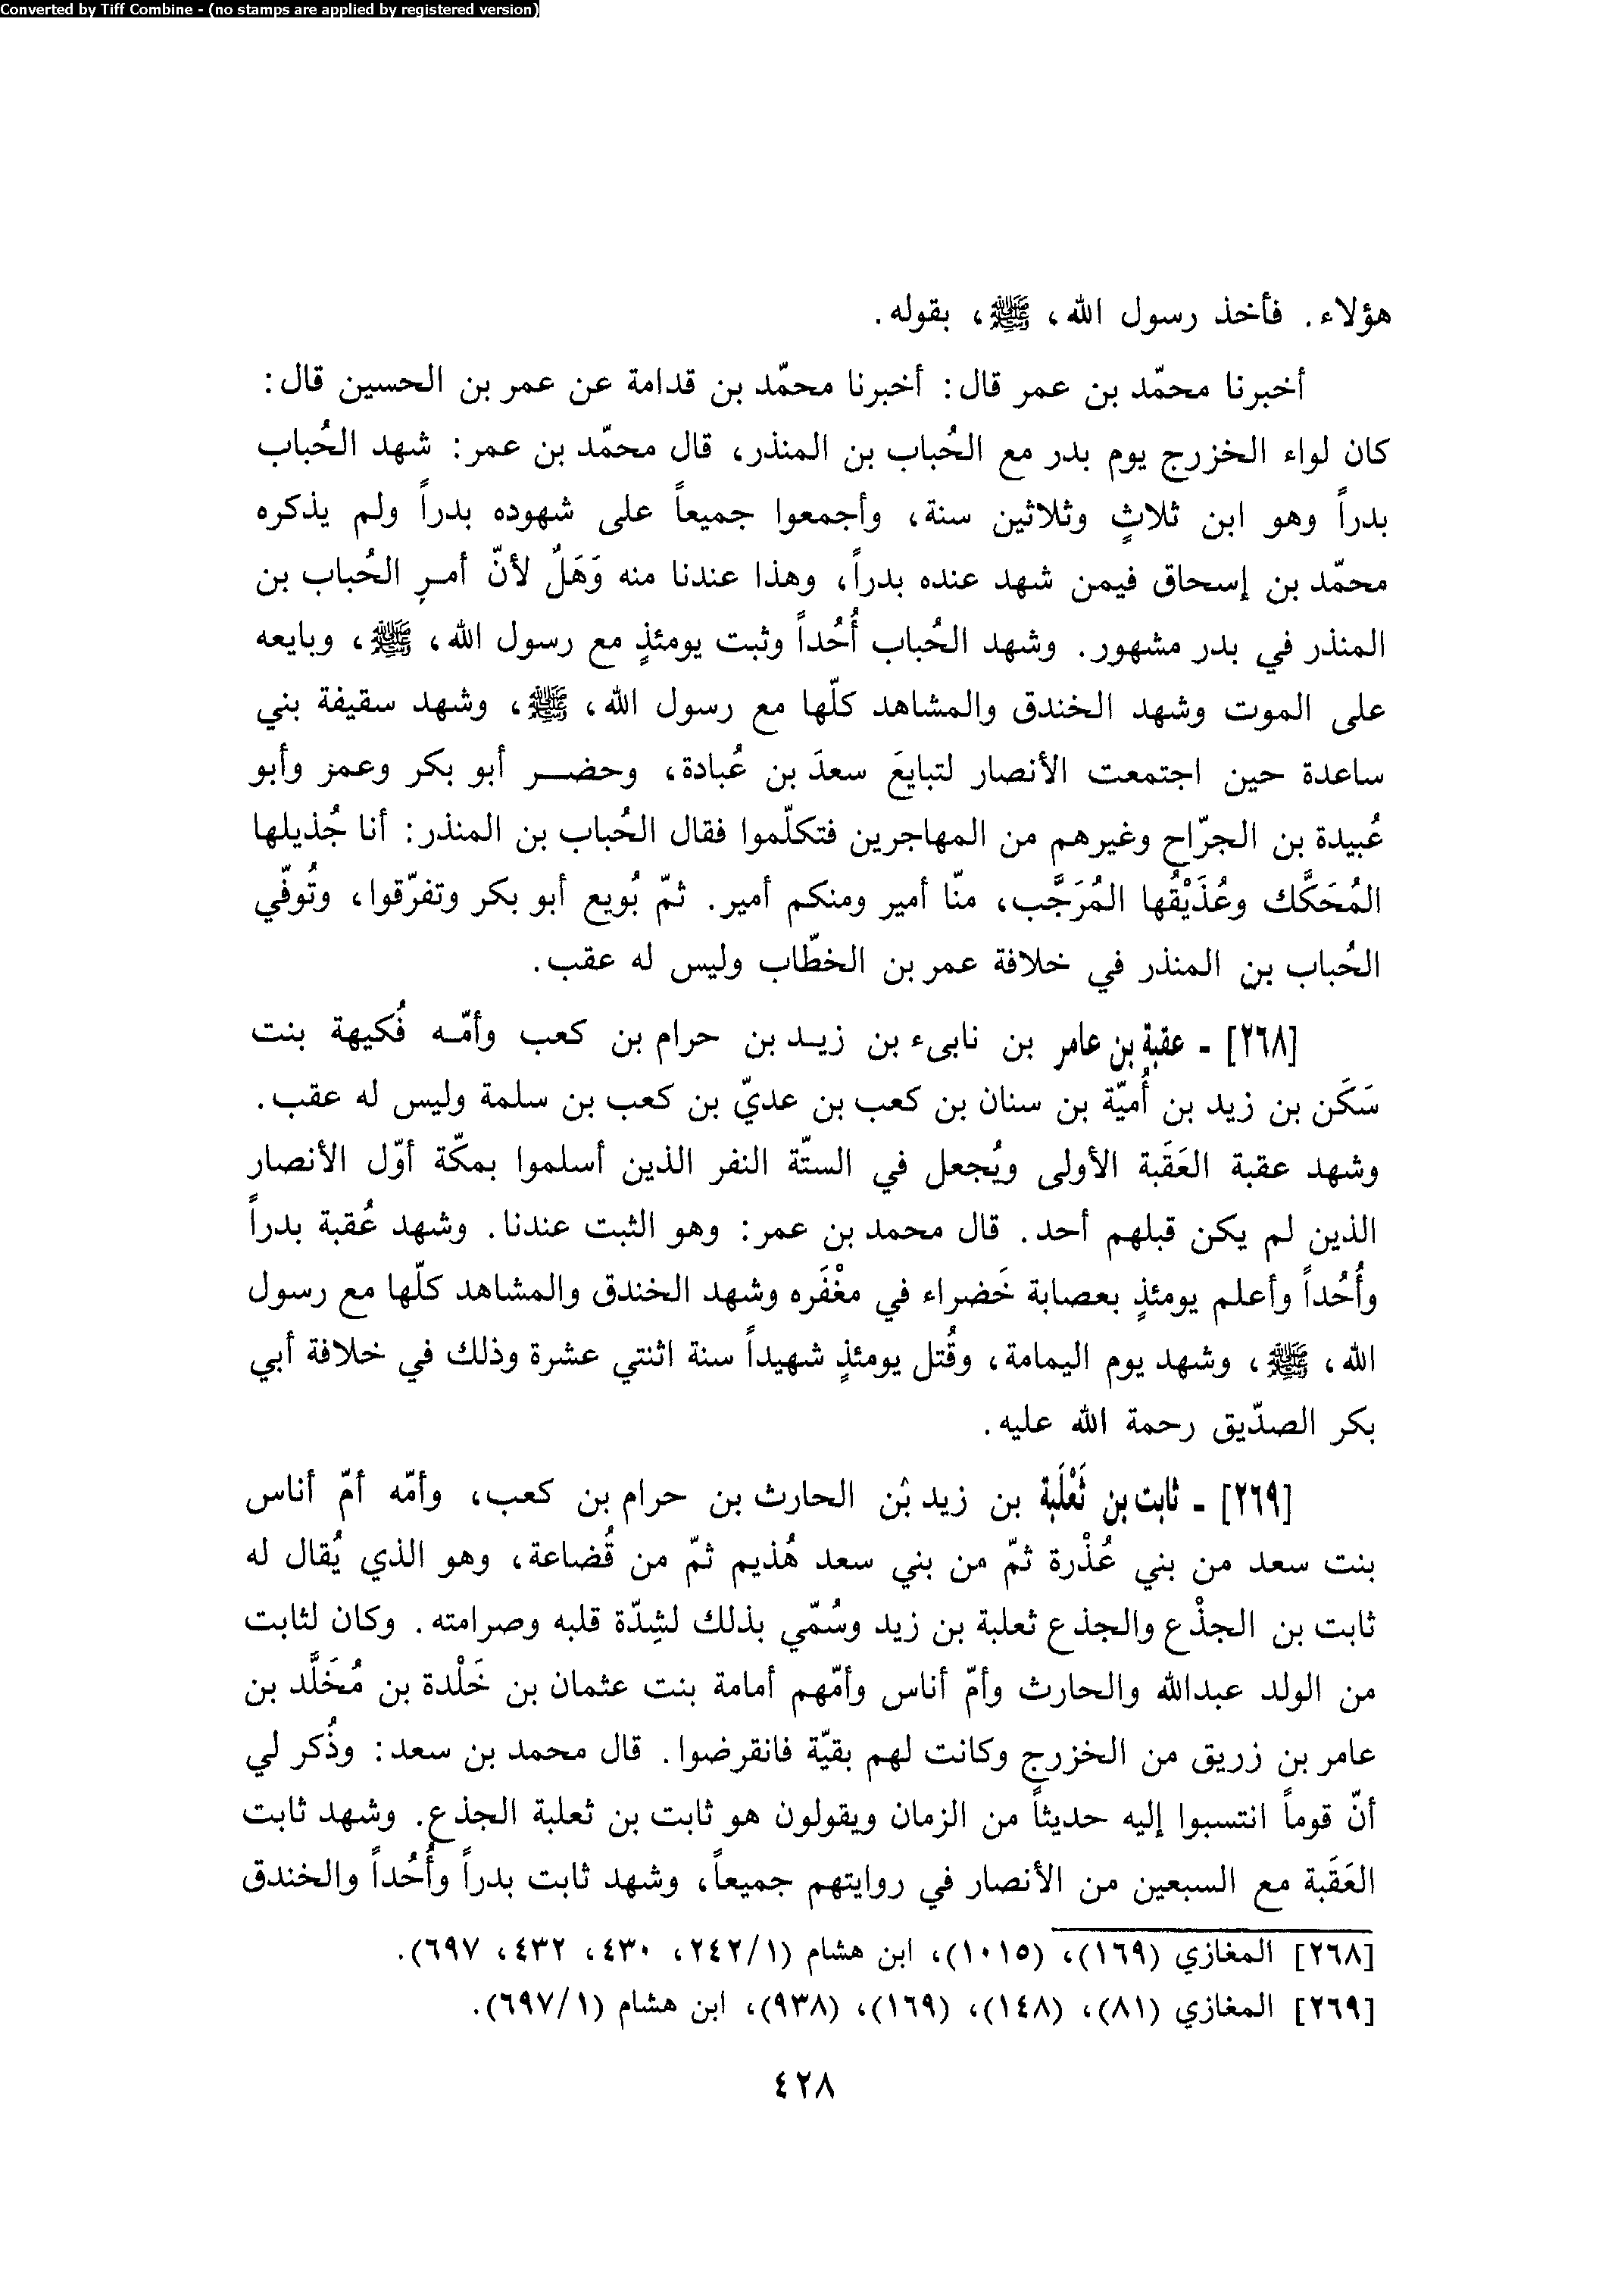 Converted by Tiff Combine - (no stamps are applied by registered version)
هؤلاء. فأخذ رسول الله، ﷺ، بقوله.
أخبرنا محمّد بن عمر قال: أخبرنا محمّد بن قدامة عن عمر بن الحسين قال:
كان لواء الخزرج يوم بدر مع الحُباب بن المنذر، قال محمّد بن عمر: شهد الحُباب
بدراً وهو ابن ثلاثٍ وثلاثين سنة، وأجمعوا جميعاً على شهوده بدراً ولم يذكره
محمّد بن إسحاق فيمن شهد عنده بدراً، وهذا عندنا منه وَهَلٌ لأنّ أمرِ الحُباب بن
المنذر في بدر مشهور. وشهد الحُباب أُحُداً وثبت يومئذٍ مع رسول الله، ﷺ، وبايعه
على الموت وشهد الخندق والمشاهد كلّها مع رسول الله، ﷺ، وشهد سقيفة بني
ساعدة حين اجتمعت الأنصار لتبايعَ سعدَ بن عُبادة، وحضر أبو بكر وعمر وأبو
عُبيدة بن الجرّاح وغيرهم من المهاجرين فتكلّموا فقال الحُباب بن المنذر: أنا جُذيلها
المُحَكَّك وعُذَيْقُها المُرَجَّب، منّا أمير ومنكم أمير. ثمّ بُويع أبو بكر وتفرّقوا، وتُوفّي
الحُباب بن المنذر في خلافة عمر بن الخطّاب وليس له عقب.
[٢٦٨] - عقبة بن عامر بن نابىء بن زيد بن حرام بن كعب وأمّه فُكيهة بنت
سَكَن بن زيد بن أُميّة بن سنان بن كعب بن عديّ بن كعب بن سلمة وليس له عقب.
وشهد عقبة العَقَبة الأولى ويُجعل في الستّة النفر الذين أسلموا بمكّة أوّل الأنصار
الذين لم يكن قبلهم أحد. قال محمد بن عمر: وهو الثبت عندنا. وشهد عُقبة بدراً
وأُحُداً وأعلم يومئذٍ بعصابة خَضراء في مغْفَره وشهد الخندق والمشاهد كلّها مع رسول
الله، ﷺ، وشهد يوم اليمامة، وقُتل يومئذٍ شهيداً سنة اثنتي عشرة وذلك في خلافة أبي
بكر الصدّيق رحمة الله عليه.
[٢٦٩] - ثابت بن ثَعْلَبة بن زيد بُن الحارث بن حرام بن كعب، وأمّه أمّ أناس
بنت سعد من بني عُذْرة ثمّ من بني سعد هُذيم ثمّ من قُضاعة، وهو الذي يُقال له
ثابت بن الجذْع والجذع ثعلبة بن زيد وسُمّي بذلك لشِدّة قلبه وصرامته. وكان لثابت
من الولد عبدالله والحارث وأمّ أناس وأمّهم أمامة بنت عثمان بن خَلْدة بن مُخَلَّد بن
عامر بن زريق من الخزرج وكانت لهم بقيّة فانقرضوا. قال محمد بن سعد: وذُكر لي
أنّ قوماً انتسبوا إليه حديثاً من الزمان ويقولون هو ثابت بن ثعلبة الجذع. وشهد ثابت
العَقَبة مع السبعين من الأنصار في روايتهم جميعاً، وشهد ثابت بدراً وأُحُداً والخندق
[٢٦٨] المغازي (١٦٩)، (١٠١٥)، ابن هشام (١/ ٢٤٢، ٤٣٠، ٤٣٢، ٦٩٧).
[٢٦٩] المغازي (٨١)، (١٤٨)، (١٦٩)، (٩٣٨)، ابن هشام (١/ ٦٩٧).
٤٢٨